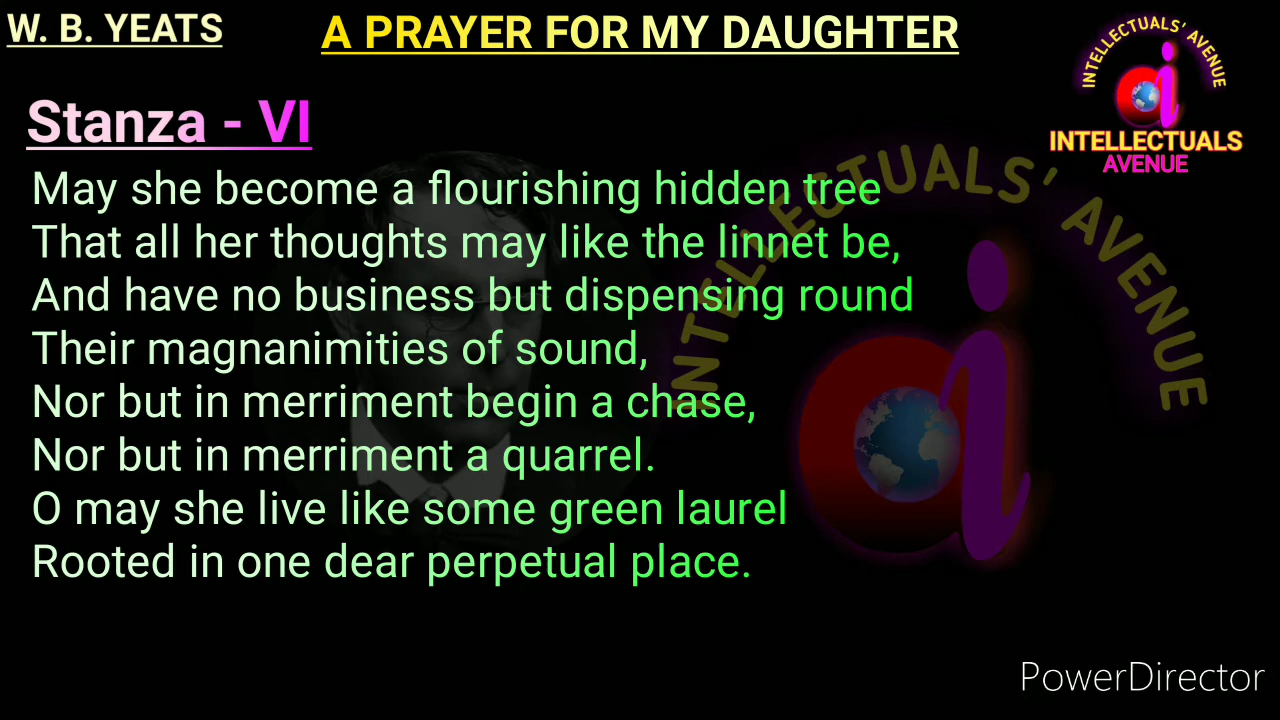 W. B. YEATS
A PRAYER FOR MY DAUGHTER
INTELLECTUALS' AVENUE
INTELLECTUALS
AVENUE
Stanza - VI
May she become a flourishing hidden tree
That all her thoughts may like the linnet be,
And have no business but dispensing round
Their magnanimities of sound,
Nor but in merriment begin a chase,
Nor but in merriment a quarrel.
O may she live like some green laurel
Rooted in one dear perpetual place.
INTELLECTUALS' AVENUE
PowerDirector